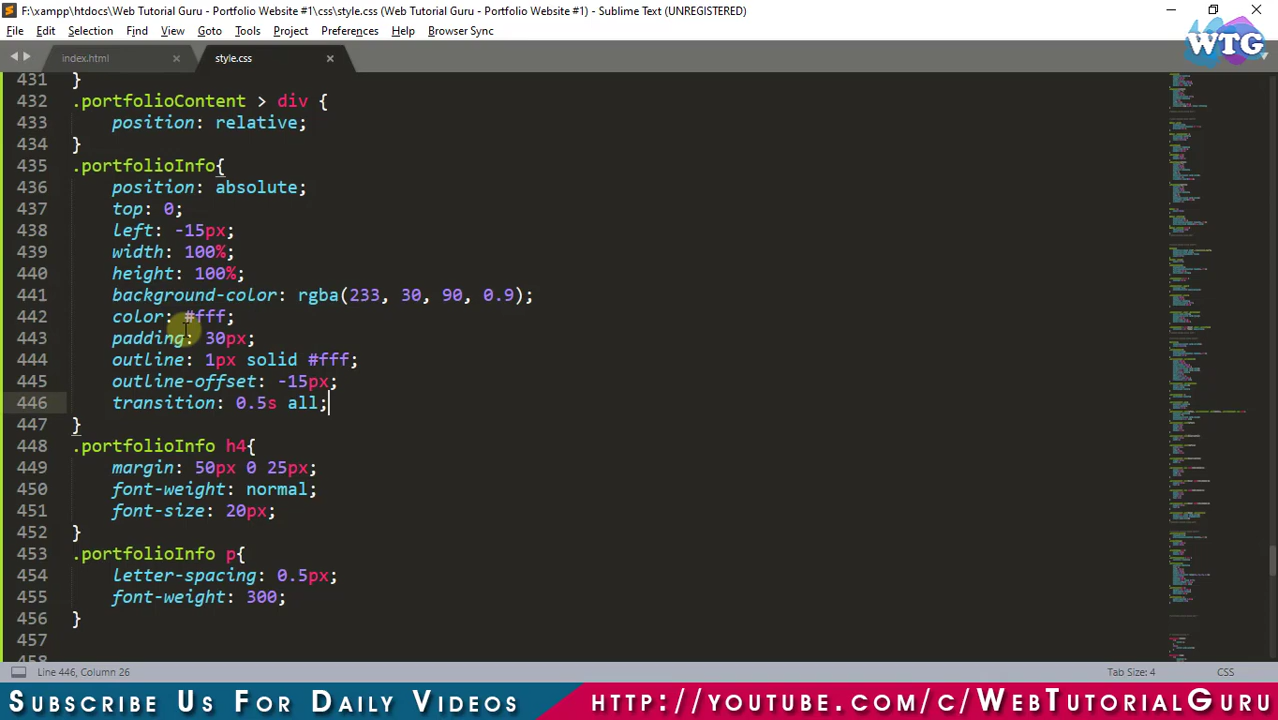 F:\xampp\htdocs\Web Tutorial Guru - Portfolio Website #1\css\style.css (Web Tutorial Guru - Portfolio Website #1) - Sublime Text (UNREGISTERED)
File Edit Selection Find View Goto Tools Project Preferences Help Browser Sync
WTG
index.html style.css
431 }
432 .portfolioContent > div {
433 position: relative;
434 }
435 .portfolioInfo{
436 position: absolute;
437 top: 0;
438 left: -15px;
439 width: 100%;
440 height: 100%;
441 background-color: rgba(233, 30, 90, 0.9);
442 color: #fff;
443 padding: 30px;
444 outline: 1px solid #fff;
445 outline-offset: -15px;
446 transition: 0.5s all;
447 }
448 .portfolioInfo h4{
449 margin: 50px 0 25px;
450 font-weight: normal;
451 font-size: 20px;
452 }
453 .portfolioInfo p{
454 letter-spacing: 0.5px;
455 font-weight: 300;
456 }
457
458
Line 446, Column 26 Tab Size: 4 CSS
Subscribe Us For Daily Videos http://youtube.com/c/WebTutorialGuru